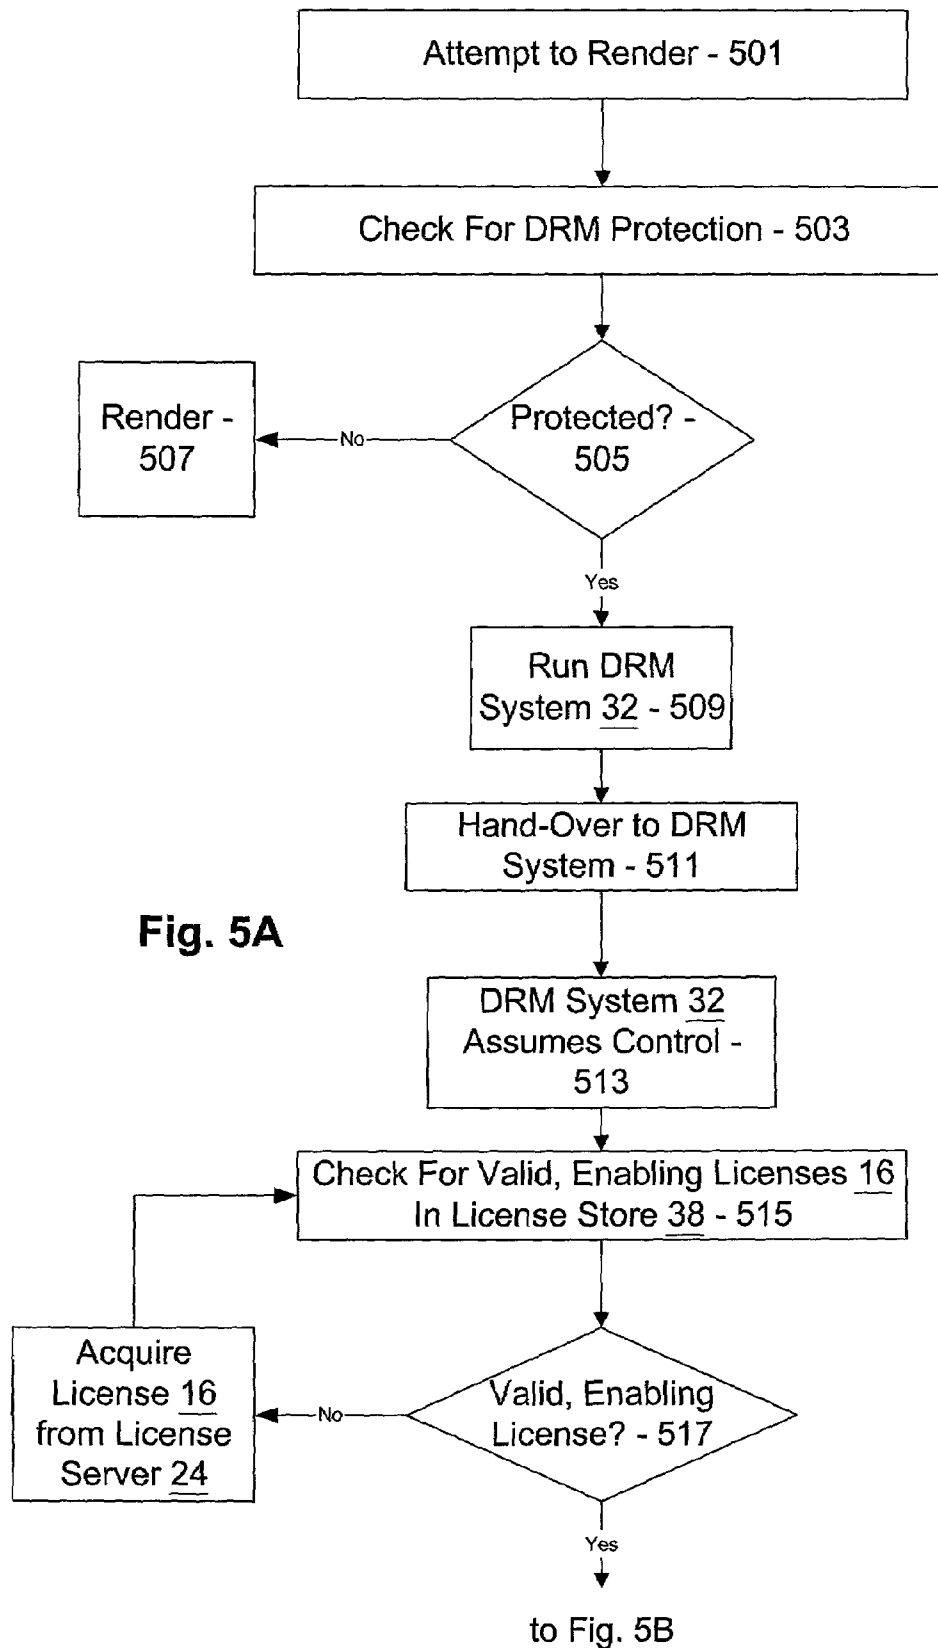 Attempt to Render - 501
Check For DRM Protection - 503
Protected? -
505
No
Render -
507
Yes
Run DRM
System 32 - 509
Hand-Over to DRM
System - 511
Fig. 5A
DRM System 32
Assumes Control -
513
Check For Valid, Enabling Licenses 16
In License Store 38 - 515
Valid, Enabling
License? - 517
No
Acquire
License 16
from License
Server 24
Yes
to Fig. 5B